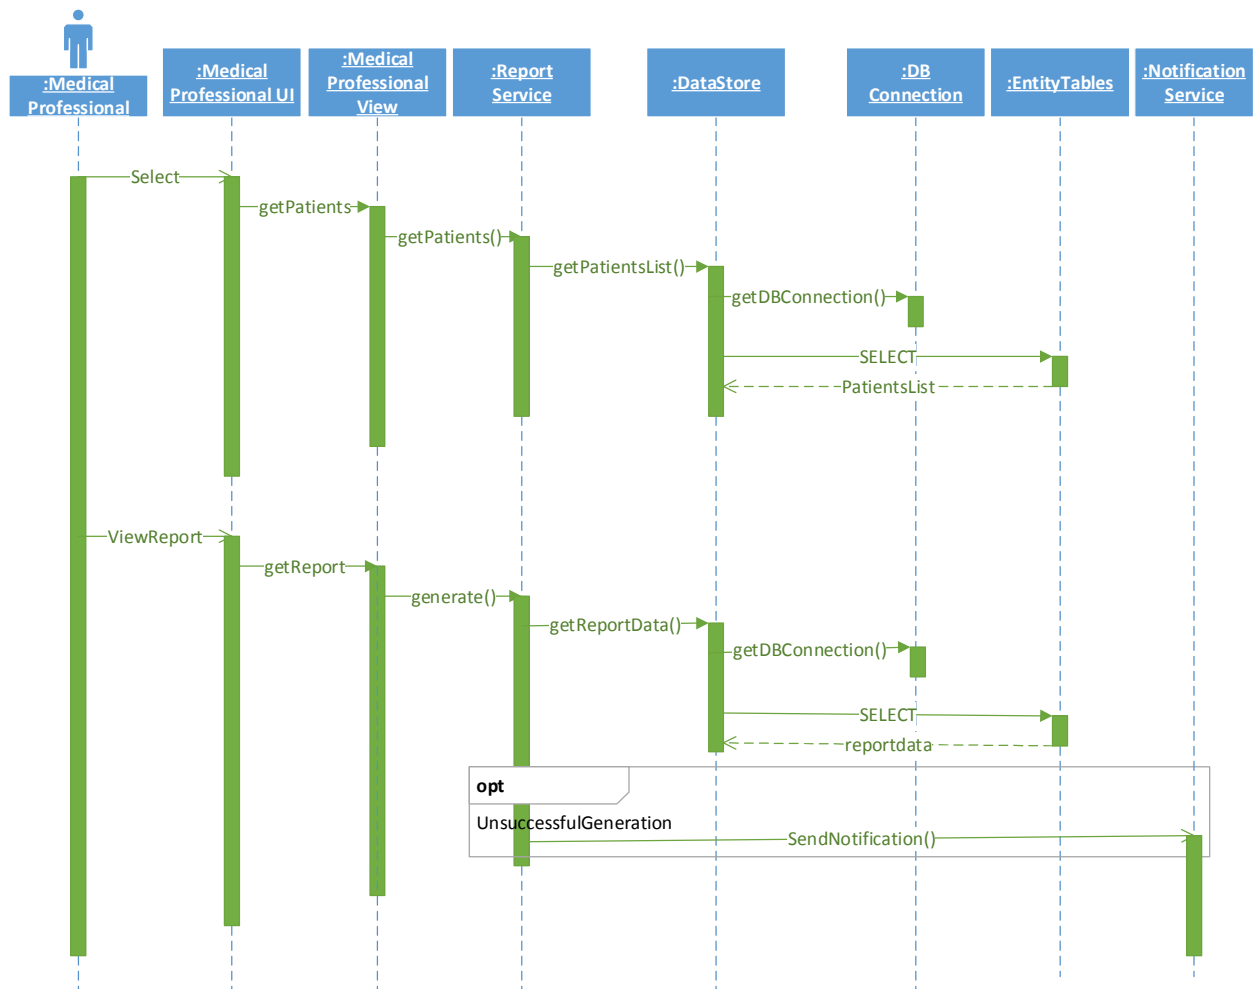 :Medical
Professional
:Medical
Professional UI
:Medical
Professional
View
:Report
Service
:DataStore
:DB
Connection
:EntityTables
:Notification
Service
Select
getPatients
getPatients()
getPatientsList()
getDBConnection()
SELECT
PatientsList
ViewReport
getReport
generate()
getReportData()
getDBConnection()
SELECT
reportdata
opt
UnsuccessfulGeneration
SendNotification()